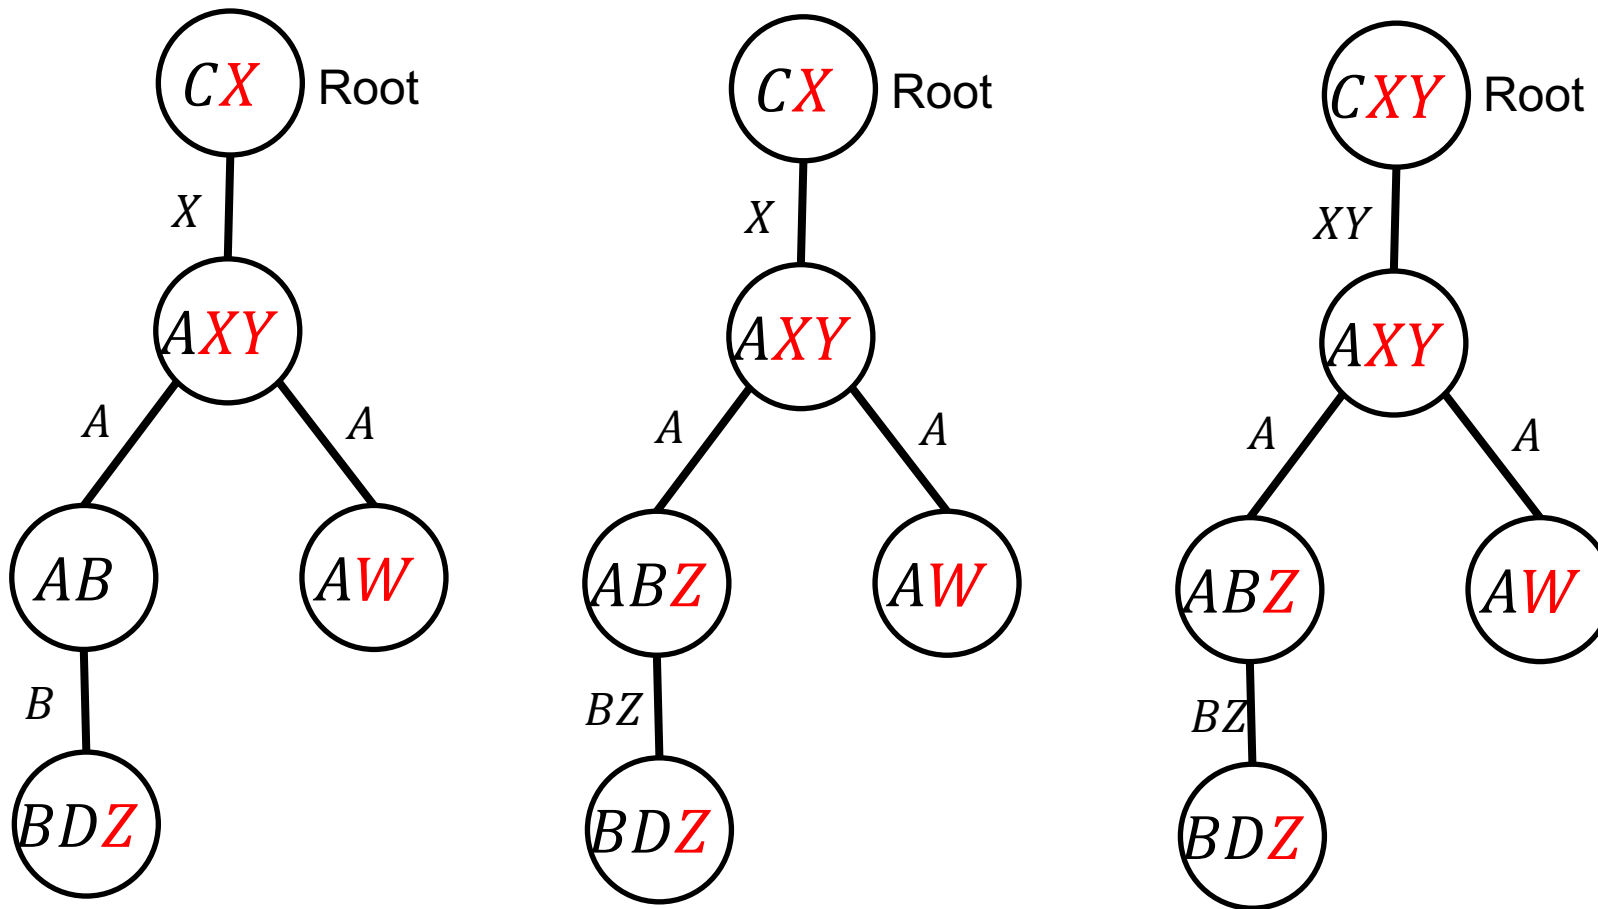 CX Root
X
AXY
A A
AB AW
B
BDZ
CX Root
X
AXY
A A
ABZ AW
BZ
BDZ
CXY Root
XY
AXY
A A
ABZ AW
BZ
BDZ